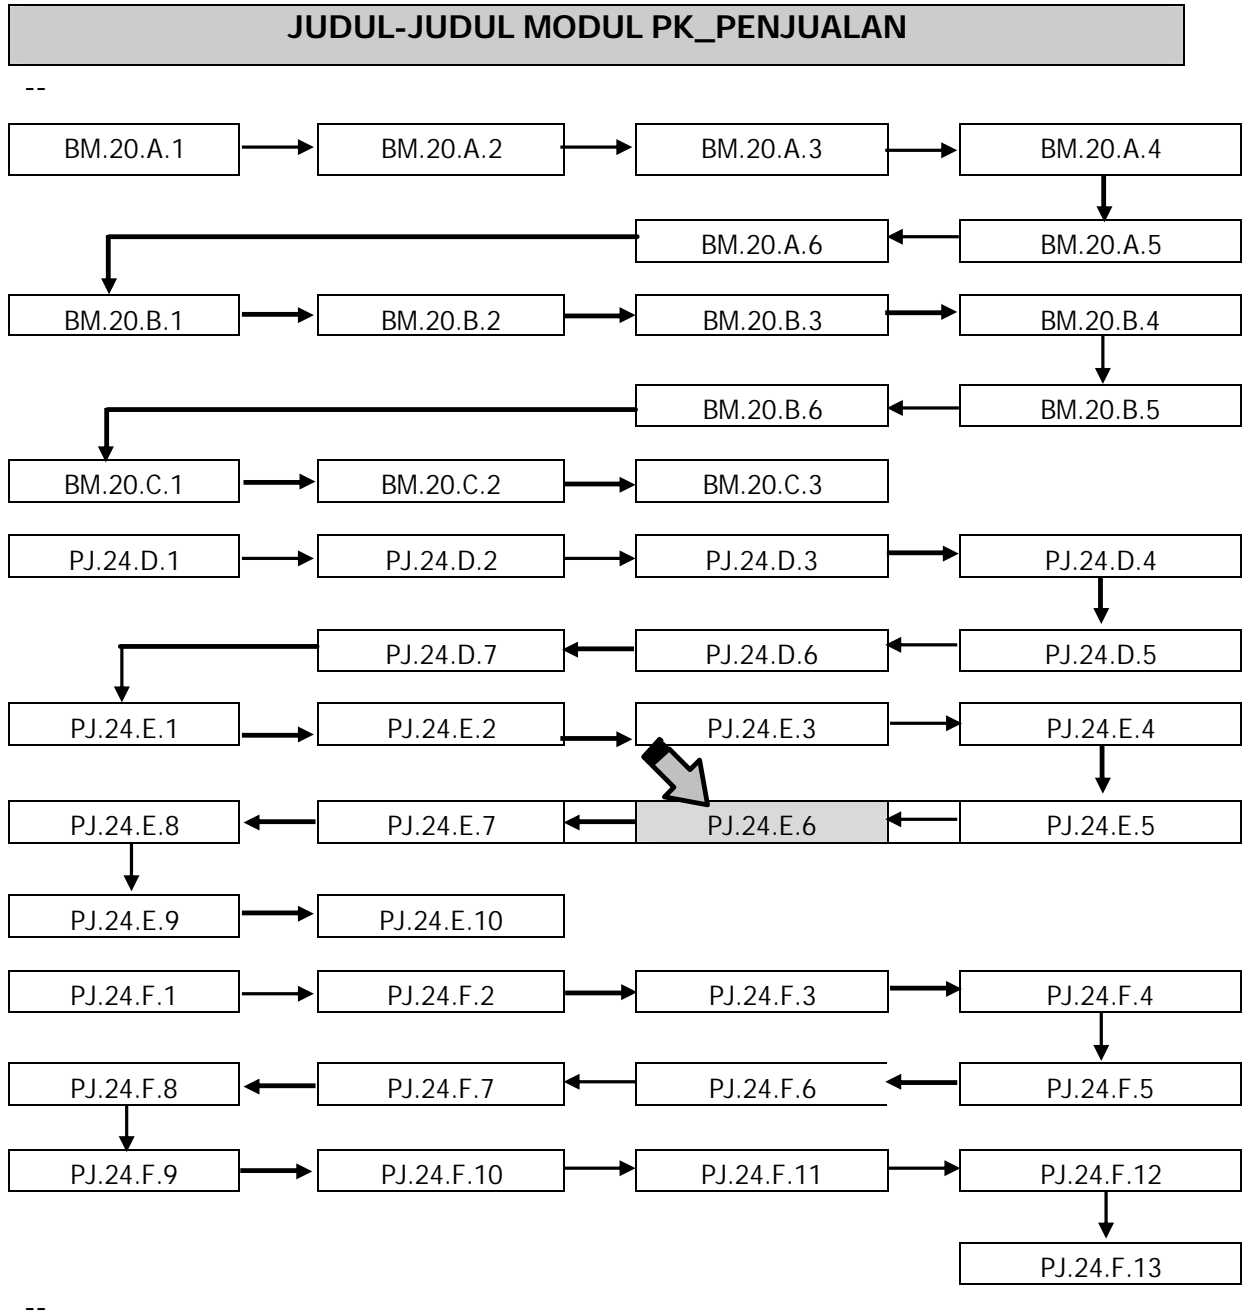 JUDUL-JUDUL MODUL PK_PENJUALAN
--
BM.20.A.1 BM.20.A.2 BM.20.A.3 BM.20.A.4
BM.20.A.6 BM.20.A.5
BM.20.B.1 BM.20.B.2 BM.20.B.3 BM.20.B.4
BM.20.B.6 BM.20.B.5
BM.20.C.1 BM.20.C.2 BM.20.C.3
PJ.24.D.1 PJ.24.D.2 PJ.24.D.3 PJ.24.D.4
PJ.24.D.7 PJ.24.D.6 PJ.24.D.5
PJ.24.E.1 PJ.24.E.2 PJ.24.E.3 PJ.24.E.4
PJ.24.E.8 PJ.24.E.7 PJ.24.E.6 PJ.24.E.5
PJ.24.E.9 PJ.24.E.10
PJ.24.F.1 PJ.24.F.2 PJ.24.F.3 PJ.24.F.4
PJ.24.F.8 PJ.24.F.7 PJ.24.F.6 PJ.24.F.5
PJ.24.F.9 PJ.24.F.10 PJ.24.F.11 PJ.24.F.12
PJ.24.F.13
--